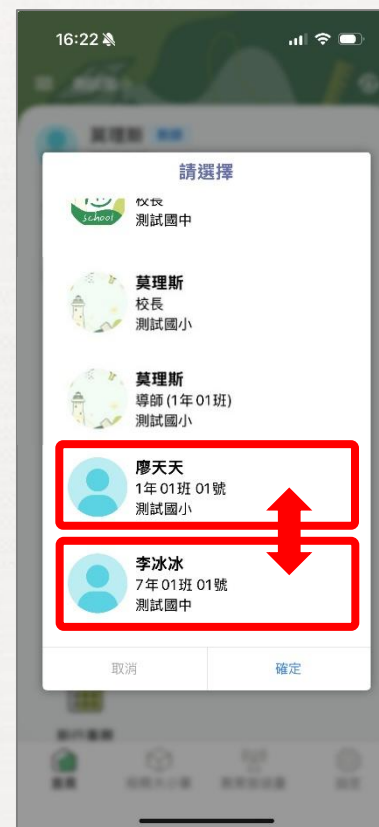 16:22
請選擇
school
校長
測試國中
莫理斯
校長
測試國小
莫理斯
導師 (1年 01班)
測試國小
廖天天
1年 01班 01號
測試國小
李冰冰
7年 01班 01號
測試國中
取消
確定